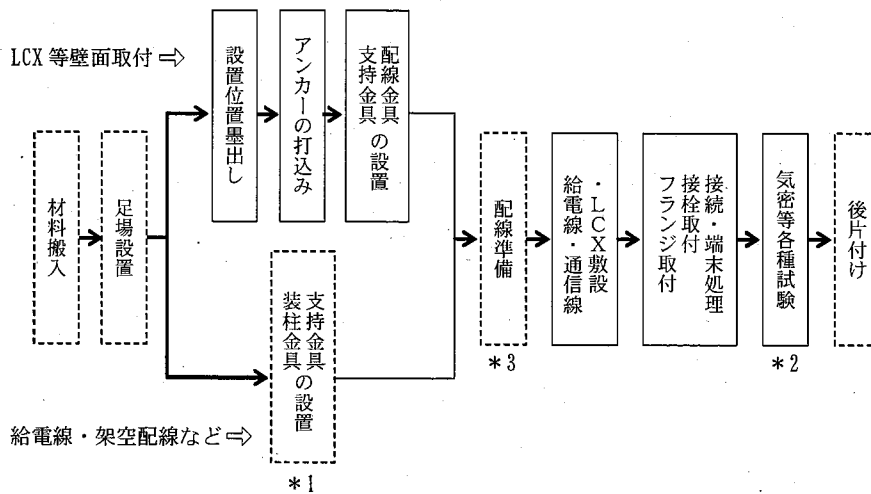 LCX 等壁面取付 ⇨
設置位置墨出し
アンカーの打込み
配線金具
支持金具
の設置
材料搬入
足場設置
支持金具
装柱金具
の設置
*1
給電線・架空配線など ⇨
配線準備
*3
・LCX敷設
給電線・通信線
接続・端末処理
接栓取付
フランジ取付
気密等各種試験
*2
後片付け